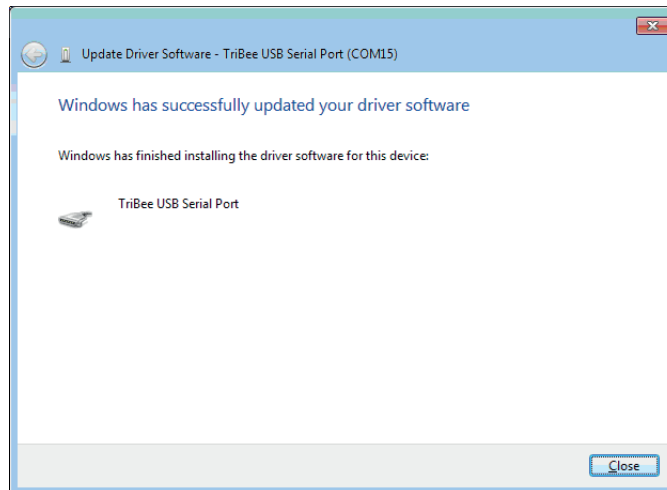 Update Driver Software - TriBee USB Serial Port (COM15)
Windows has successfully updated your driver software
Windows has finished installing the driver software for this device:
TriBee USB Serial Port
Close